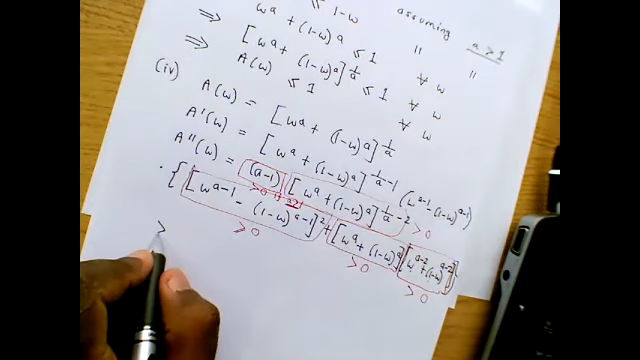 ≤ 1-w assuming
⇒ w^a + (1-w)^a ≤ 1 " a ≥ 1
⇒ [w^a + (1-w)^a]^{1/a} ≤ 1 ∀ w "
A(w) ≤ 1 ∀ w
(iv) A(w) = [w^a + (1-w)^a]^{1/a} ∀ w
A'(w) = [w^a + (1-w)^a]^{1/a - 1} (w^{a-1} - (1-w)^{a-1})
A''(w) = (a-1) [w^a + (1-w)^a]^{1/a - 2} > 0
· {[w^{a-1} - (1-w)^{a-1}]^2 + [w^a + (1-w)^a][w^{a-2} + (1-w)^{a-2}]}
≥ 0 > 0 > 0
>